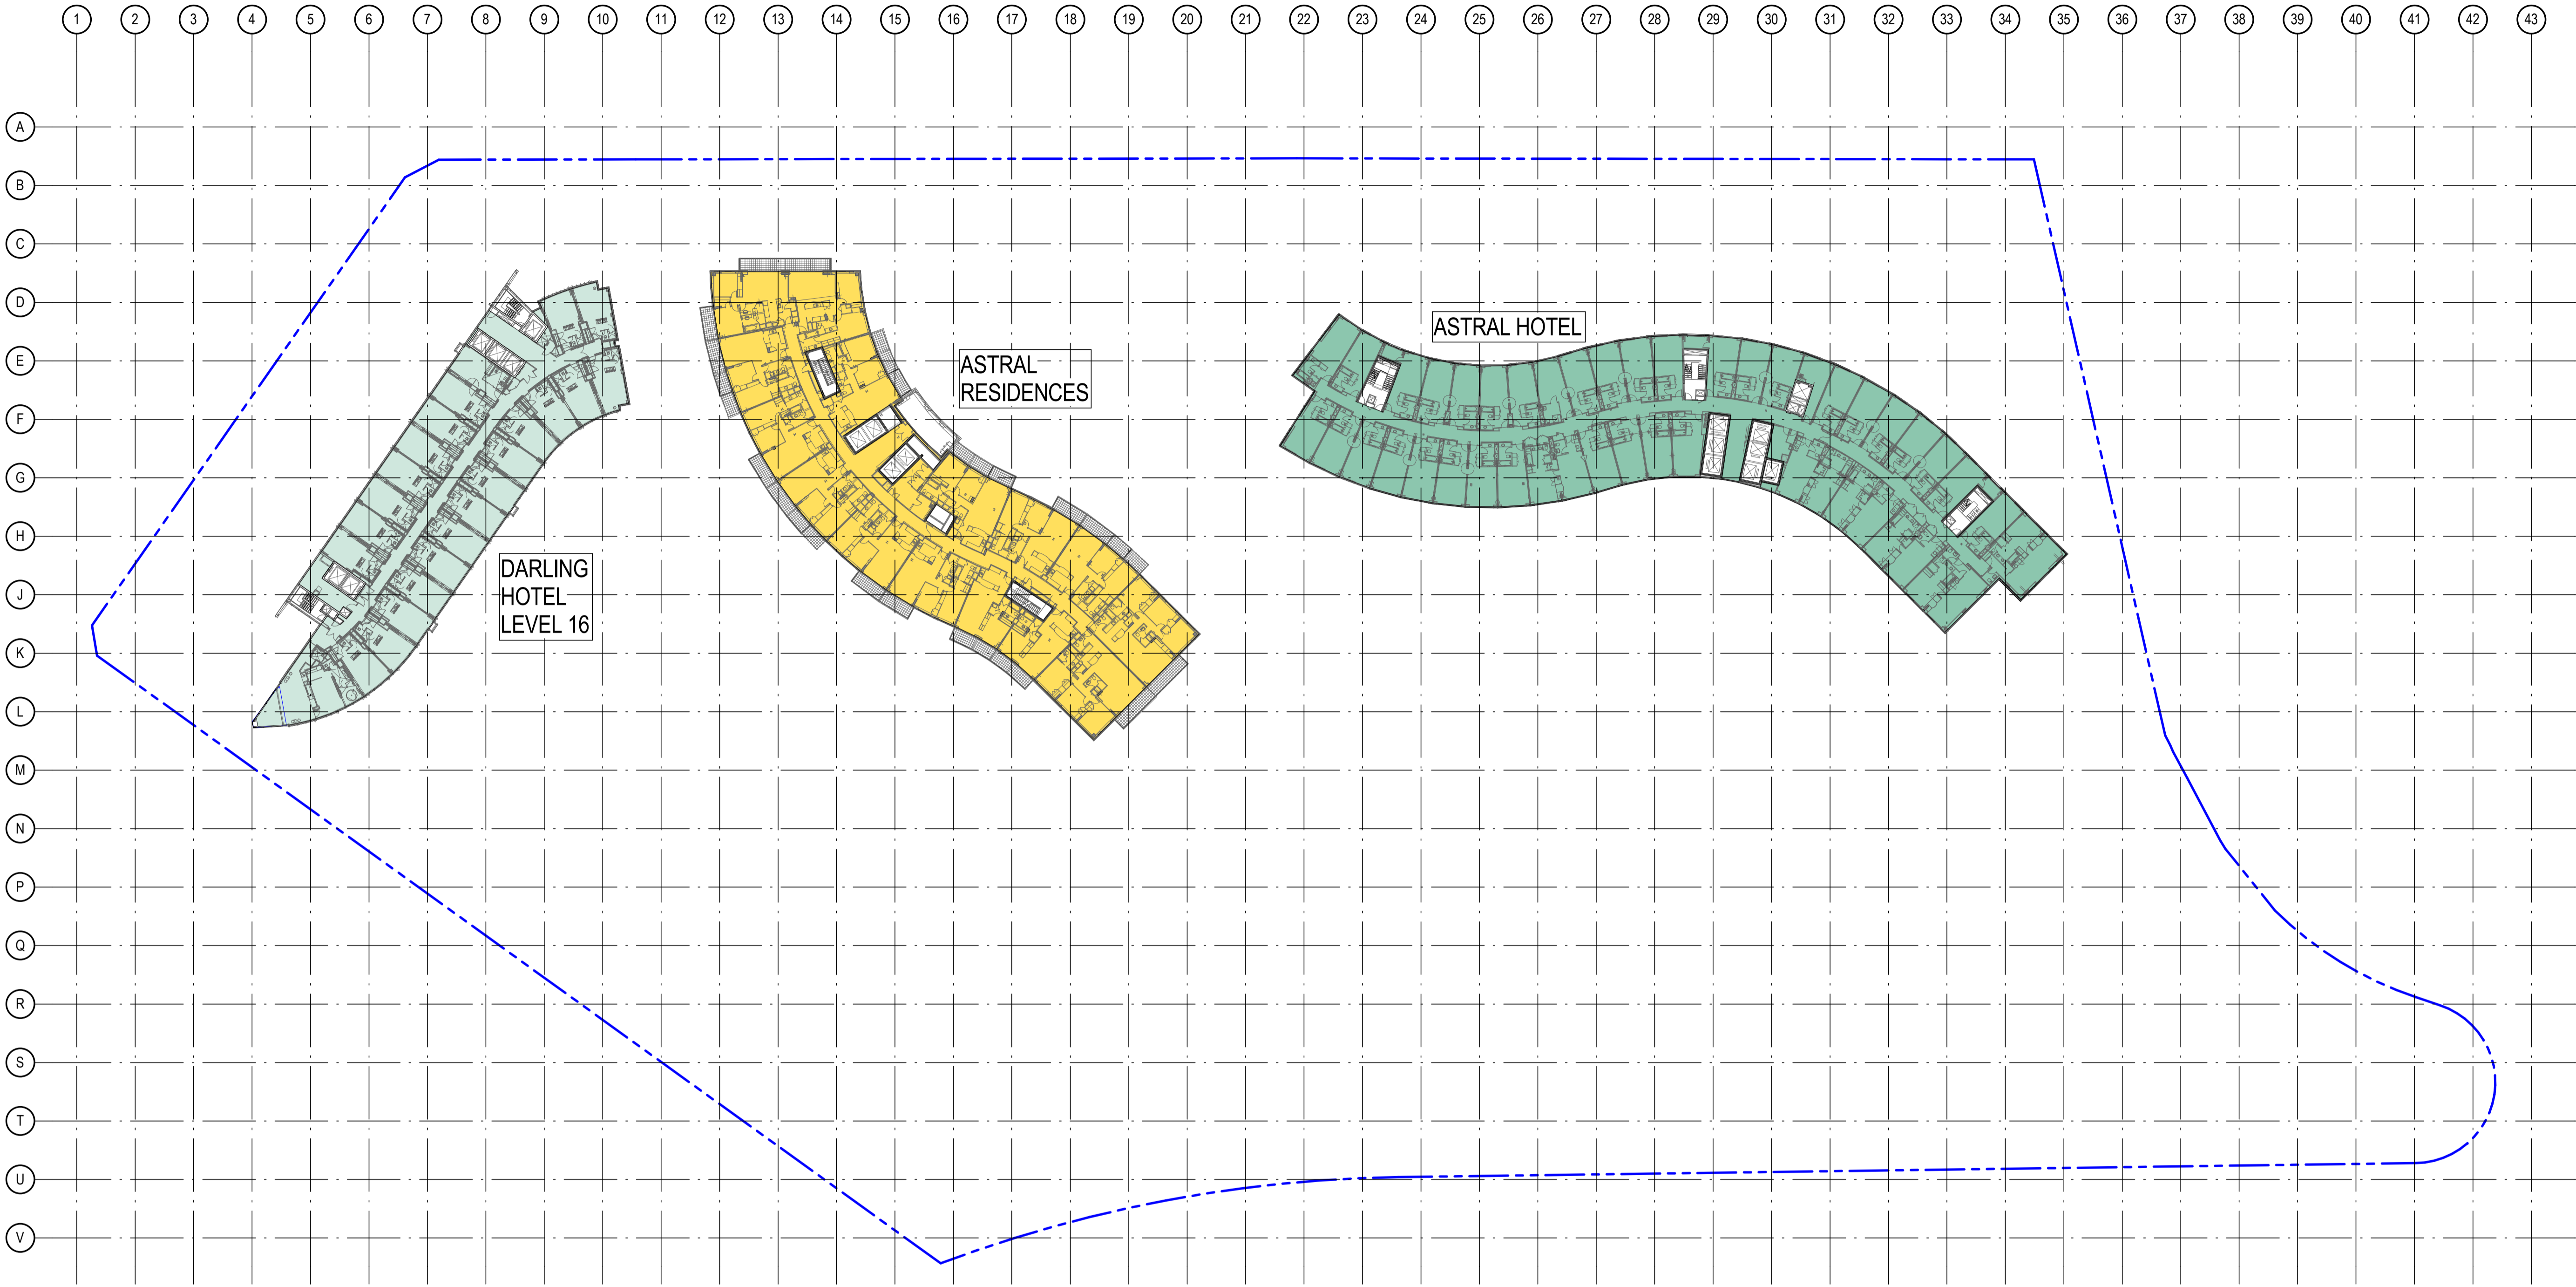 1 2 3 4 5 6 7 8 9 10 11 12 13 14 15 16 17 18 19 20 21 22 23 24 25 26 27 28 29 30 31 32 33 34 35 36 37 38 39 40 41 42 43
A
B
C
D
E
F
G
H
J
K
L
M
N
P
Q
R
S
T
U
V
DARLING
HOTEL
LEVEL 16
ASTRAL
RESIDENCES
ASTRAL HOTEL